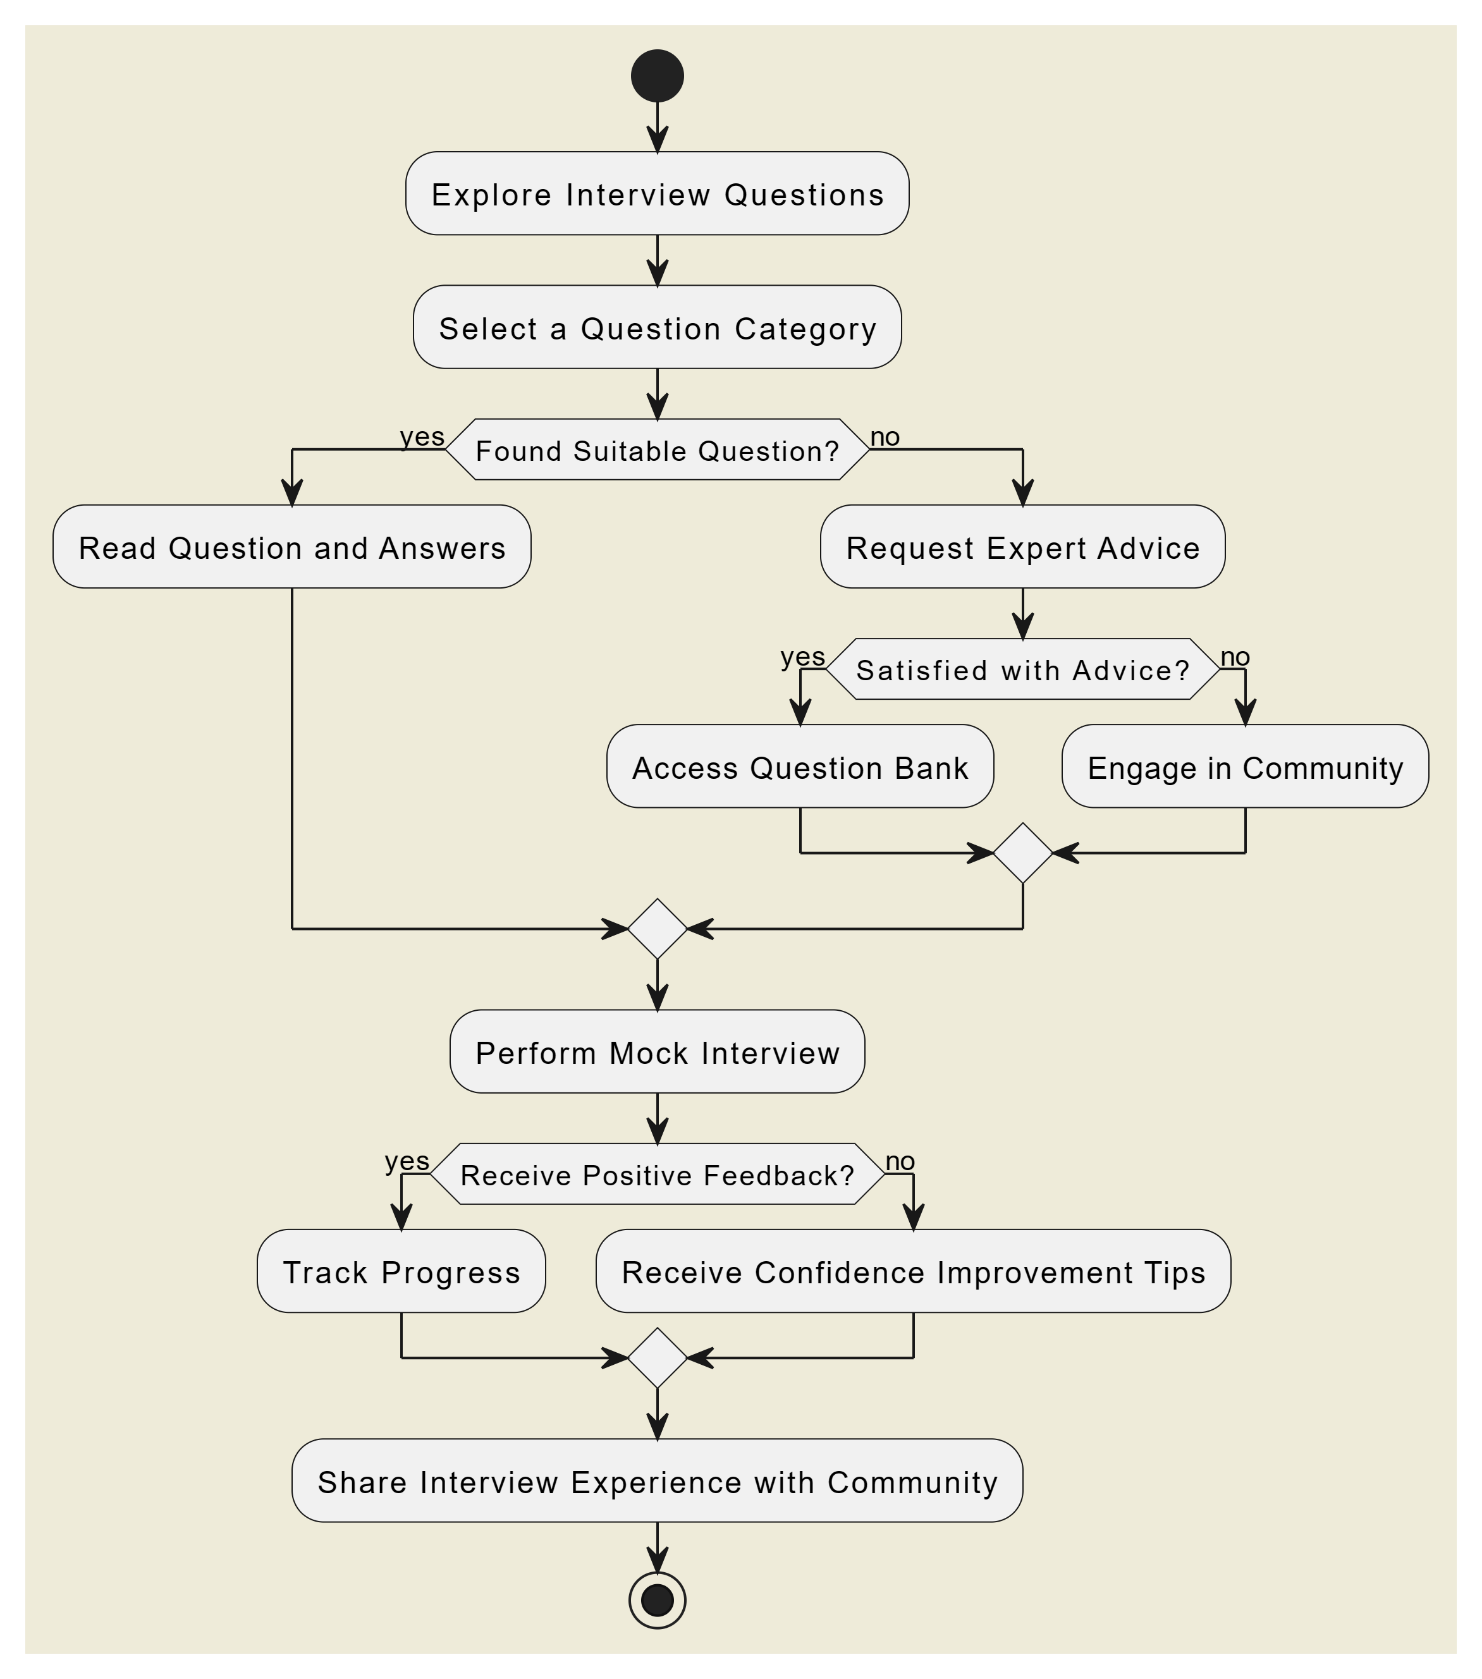 Explore Interview Questions
Select a Question Category
yes
Found Suitable Question?
no
Read Question and Answers
Request Expert Advice
yes
Satisfied with Advice?
no
Access Question Bank
Engage in Community
Perform Mock Interview
yes
Receive Positive Feedback?
no
Track Progress
Receive Confidence Improvement Tips
Share Interview Experience with Community